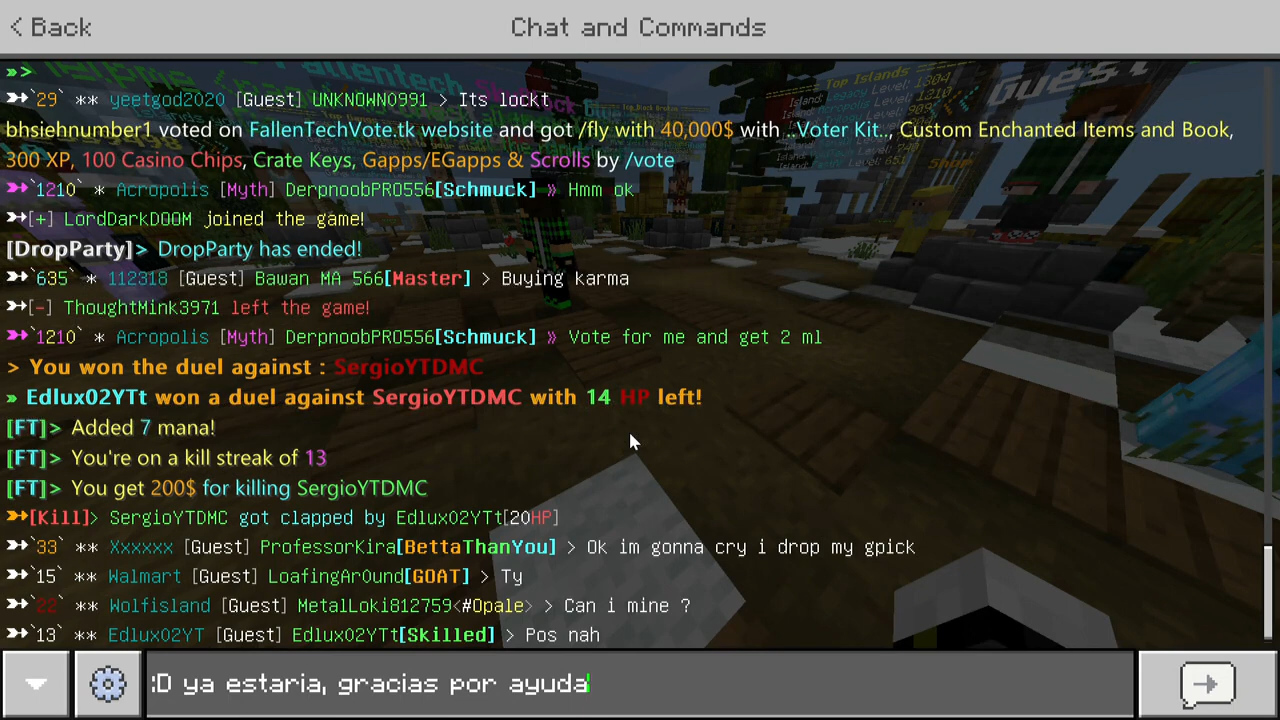 < Back
Chat and Commands
»>
Top Islands
Guest
➳`29` ** yeetgod2020 [Guest] UNKNOWN0991 > Its lockt
bhsiehnumber1 voted on FallenTechVote.tk website and got /fly with 40,000$ with ..Voter Kit.., Custom Enchanted Items and Book,
300 XP, 100 Casino Chips, Crate Keys, Gapps/EGapps & Scrolls by /vote
➳`1210` * Acropolis [Myth] DerpnoobPRO556[Schmuck] » Hmm ok
➳[+] LordDarkDOOM joined the game!
[DropParty]> DropParty has ended!
➳`635` * 112318 [Guest] Bawan MA 566[Master] > Buying karma
➳[-] ThoughtMink3971 left the game!
➳`1210` * Acropolis [Myth] DerpnoobPRO556[Schmuck] » Vote for me and get 2 ml
> You won the duel against : SergioYTDMC
» Edlux02YTt won a duel against SergioYTDMC with 14 HP left!
[FT]> Added 7 mana!
[FT]> You're on a kill streak of 13
[FT]> You get 200$ for killing SergioYTDMC
➳[Kill]> SergioYTDMC got clapped by Edlux02YTt[20HP]
➳`33` ** Xxxxxx [Guest] ProfessorKira[BettaThanYou] > Ok im gonna cry i drop my gpick
➳`15` ** Walmart [Guest] LoafingAr0und[GOAT] > Ty
➳`22` ** Wolfisland [Guest] MetalLoki812759<#Opale> > Can i mine ?
➳`13` ** Edlux02YT [Guest] Edlux02YTt[Skilled] > Pos nah
:D ya estaria, gracias por ayuda